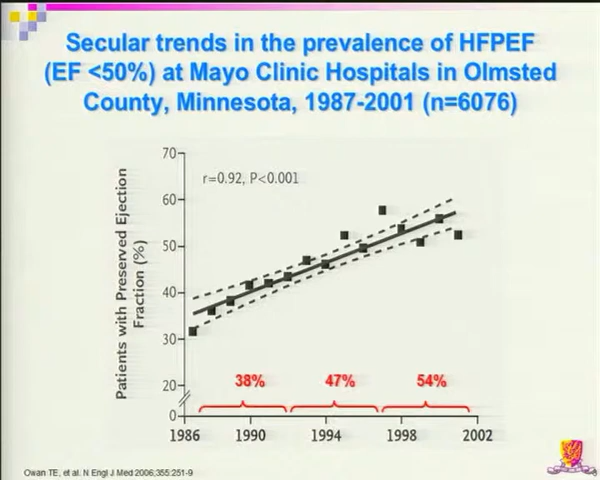 Secular trends in the prevalence of HFPEF
(EF <50%) at Mayo Clinic Hospitals in Olmsted
County, Minnesota, 1987-2001 (n=6076)
Patients with Preserved Ejection
Fraction (%)
70
60
50
40
30
20
0
r=0.92, P<0.001
38% 47% 54%
1986 1990 1994 1998 2002
Owan TE, et al. N Engl J Med 2006;355:251-9